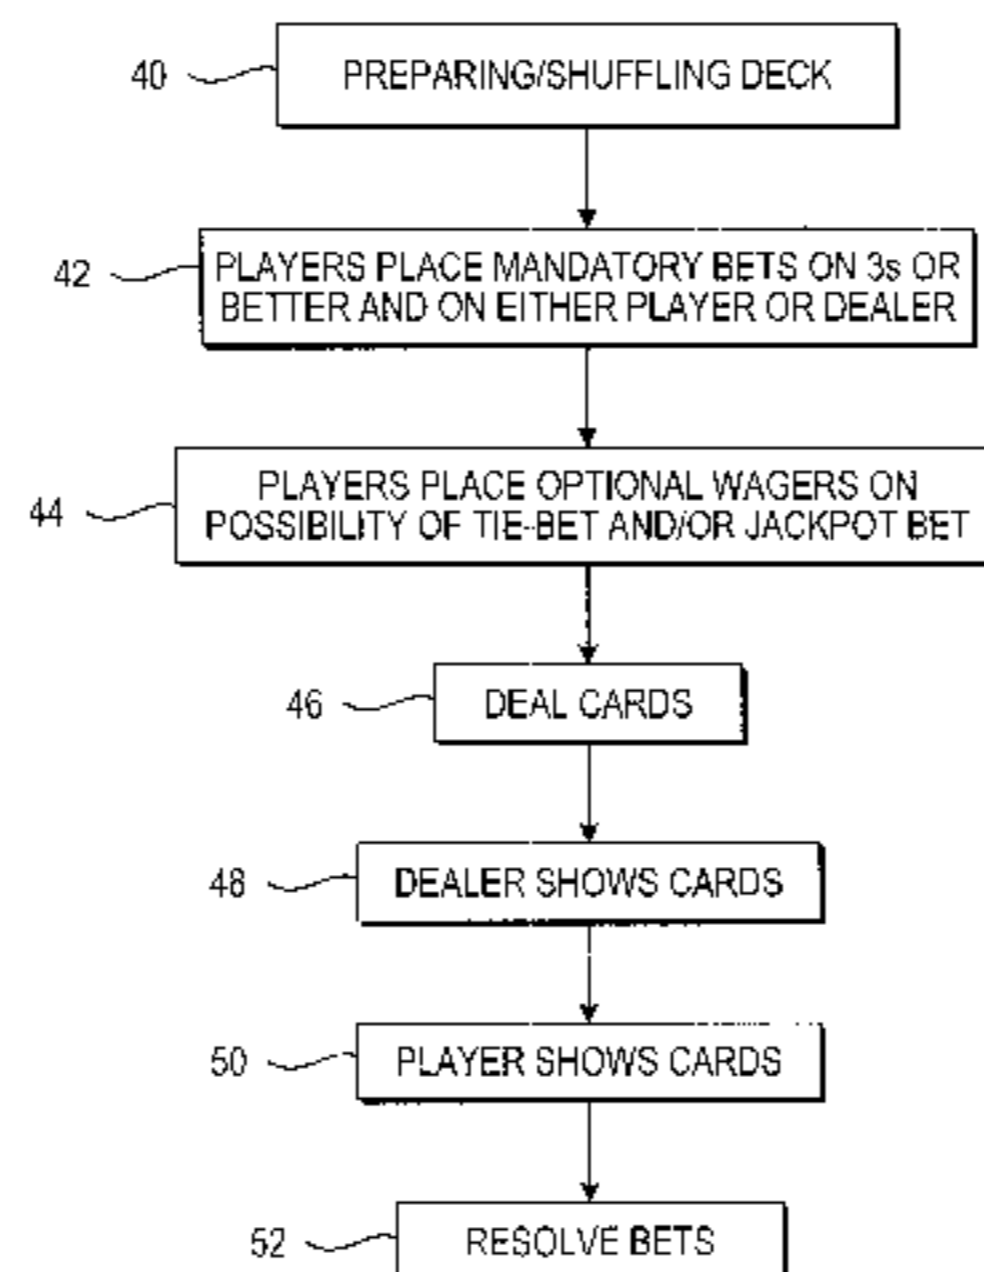 40
PREPARING/SHUFFLING DECK
42
PLAYERS PLACE MANDATORY BETS ON 3s OR
BETTER AND ON EITHER PLAYER OR DEALER
44
PLAYERS PLACE OPTIONAL WAGERS ON
POSSIBILITY OF TIE-BET AND/OR JACKPOT BET
46
DEAL CARDS
48
DEALER SHOWS CARDS
50
PLAYER SHOWS CARDS
52
RESOLVE BETS